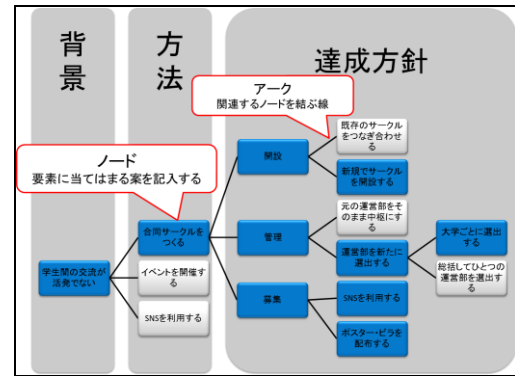 背
景
方
法
達成方針
アーク
関連するノードを結ぶ線
ノード
要素に当てはまる案を記入する
学生間の交流が
活発でない
合同サークルを
つくる
イベントを開催す
る
SNSを利用する
開設
管理
募集
既存のサークル
をつなぎ合わせ
る
新規でサークル
を開設する
元の運営部をそ
のまま中枢にす
る
運営部を新たに
選出する
SNSを利用する
ポスター・ビラを
配布する
大学ごとに選出
する
総括してひとつの
運営部を選出す
る